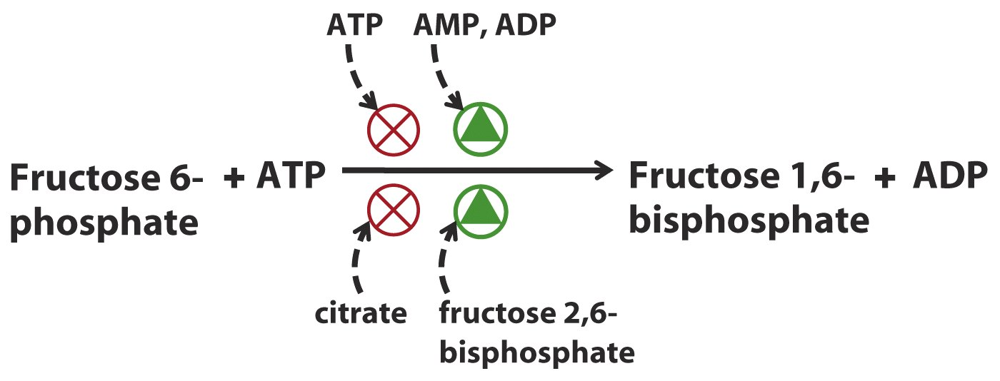 ATP AMP, ADP
Fructose 6- + ATP Fructose 1,6- + ADP
phosphate bisphosphate
citrate fructose 2,6-
bisphosphate